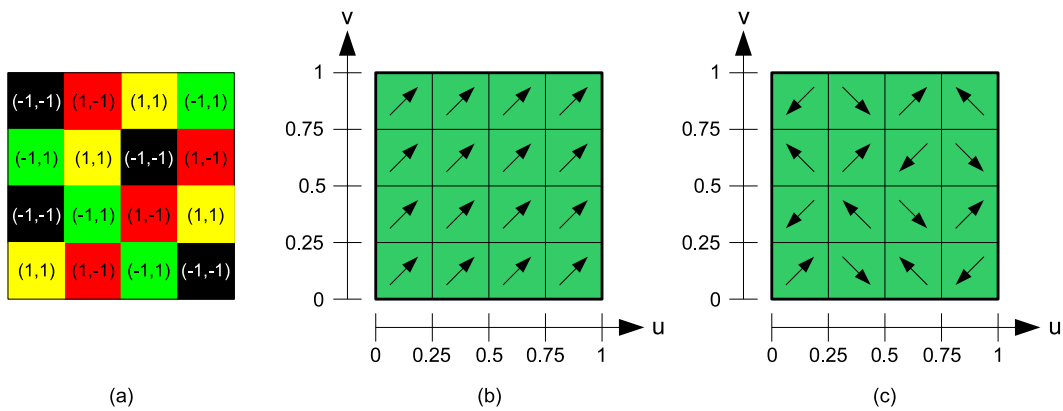 (-1,-1) (1,-1) (1,1) (-1,1)
(-1,1) (1,1) (-1,-1) (1,-1)
(-1,-1) (-1,1) (1,-1) (1,1)
(1,1) (1,-1) (-1,1) (-1,-1)
(a)
v
1
0.75
0.5
0.25
0
u
0 0.25 0.5 0.75 1
(b)
v
1
0.75
0.5
0.25
0
u
0 0.25 0.5 0.75 1
(c)